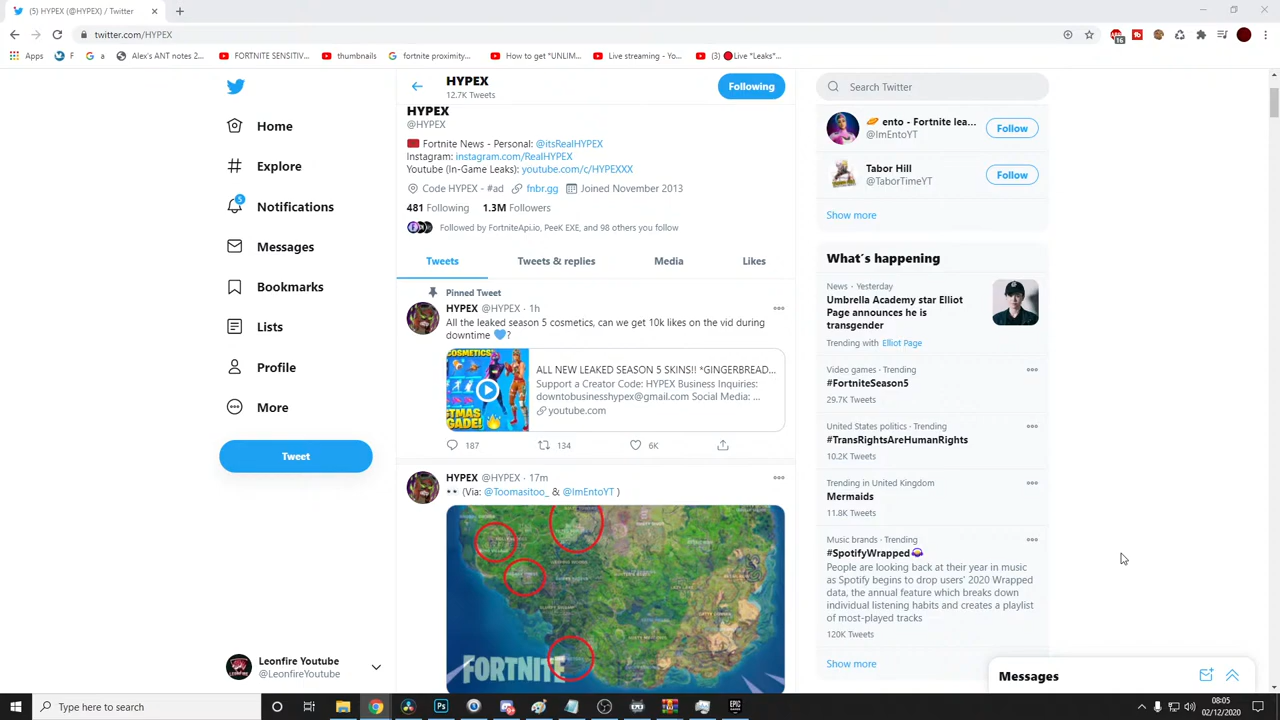 (5) HYPEX (@HYPEX) / Twitter
twitter.com/HYPEX
Apps
F
a
Alex's ANT notes 2...
FORTNITE SENSITIV...
thumbnails
fortnite proximity...
How to get *UNLIM...
Live streaming - Yo...
(3) 🔴Live *Leaks*...
HYPEX
12.7K Tweets
Following
Search Twitter
Home
Explore
5
Notifications
Messages
Bookmarks
Lists
Profile
More
Tweet
Leonfire Youtube
@LeonfireYoutube
HYPEX
@HYPEX
Fortnite News - Personal: @itsRealHYPEX
Instagram: instagram.com/RealHYPEX
Youtube (In-Game Leaks): youtube.com/c/HYPEXXX
Code HYPEX - #ad fnbr.gg Joined November 2013
481 Following 1.3M Followers
Followed by FortniteApi.io, PeeK EXE, and 98 others you follow
Tweets Tweets & replies Media Likes
Pinned Tweet
HYPEX @HYPEX · 1h
All the leaked season 5 cosmetics, can we get 10k likes on the vid during
downtime 💙?
COSMETICS
ALL NEW LEAKED SEASON 5 SKINS!! *GINGERBREAD...
Support a Creator Code: HYPEX Business Inquiries:
downtobusinesshypex@gmail.com Social Media: ...
youtube.com
187 134 6K
HYPEX @HYPEX · 17m
👀 (Via: @Toomasitoo_ & @ImEntoYT )
FORTNITE
ento - Fortnite lea...
@ImEntoYT
Follow
Tabor Hill
@TaborTimeYT
Follow
Show more
What's happening
News · Yesterday
Umbrella Academy star Elliot
Page announces he is
transgender
Trending with Elliot Page
Video games · Trending
#FortniteSeason5
29.7K Tweets
United States politics · Trending
#TransRightsAreHumanRights
10.2K Tweets
Trending in United Kingdom
Mermaids
11.8K Tweets
Music brands · Trending
#SpotifyWrapped
People are looking back at their year in music
as Spotify begins to drop users' 2020 Wrapped
data, the annual feature which breaks down
individual listening habits and creates a playlist
of most-played tracks
120K Tweets
Show more
Messages
Type here to search
EPIC
08:05
02/12/2020